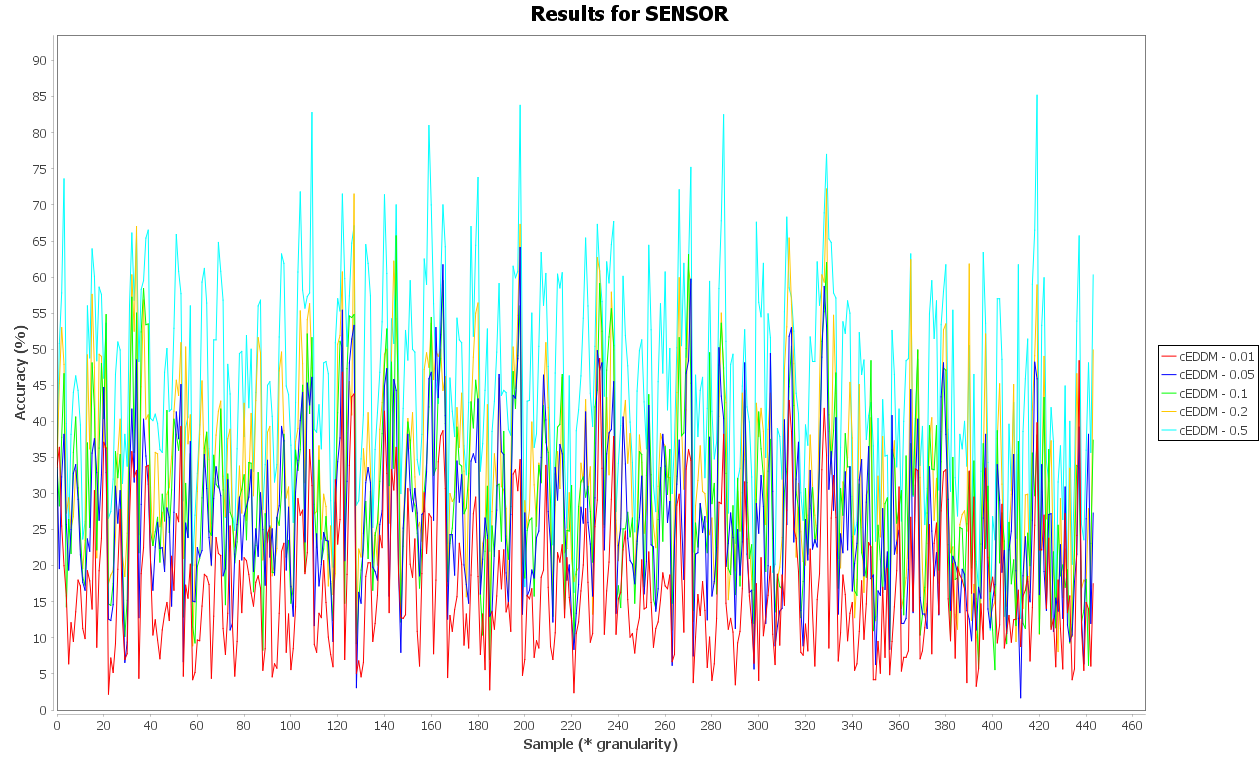 Results for SENSOR
Accuracy (%)
90
85
80
75
70
65
60
55
50
45
40
35
30
25
20
15
10
5
0
0 20 40 60 80 100 120 140 160 180 200 220 240 260 280 300 320 340 360 380 400 420 440 460
Sample (* granularity)
cEDDM - 0.01
cEDDM - 0.05
cEDDM - 0.1
cEDDM - 0.2
cEDDM - 0.5